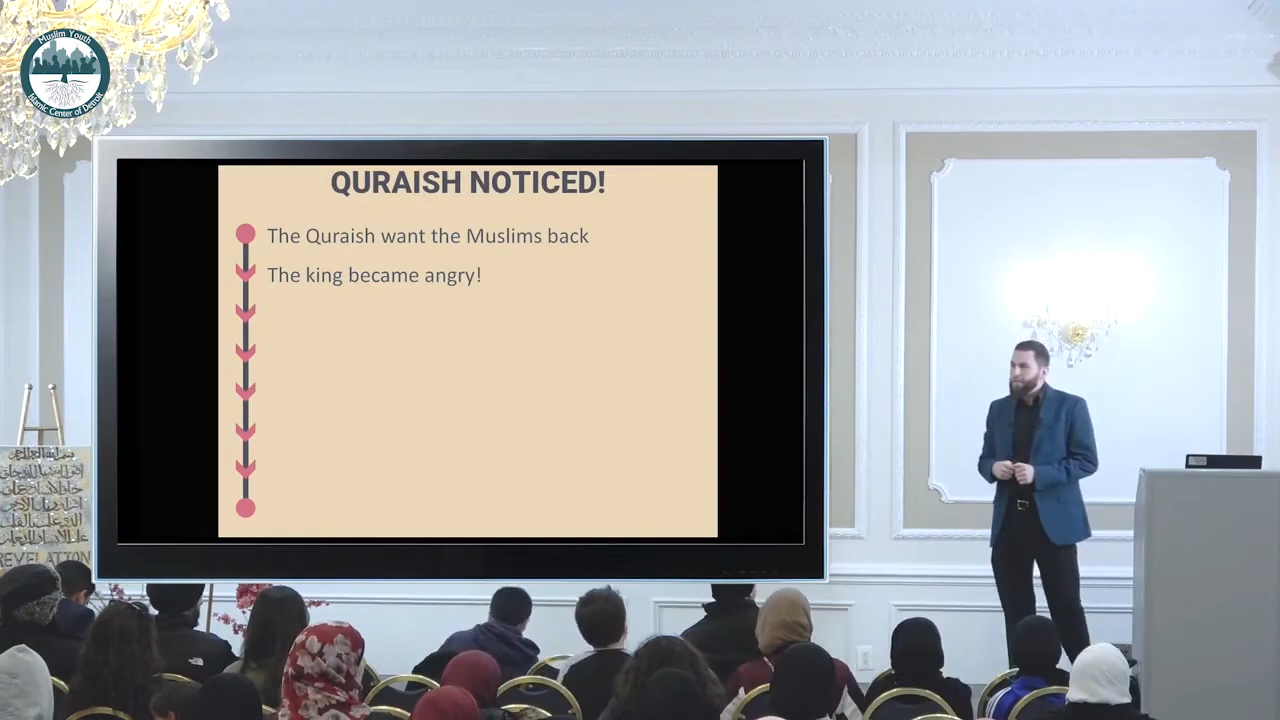 Muslim Youth
Islamic Center of Detroit
QURAISH NOTICED!
The Quraish want the Muslims back
The king became angry!
REVELATION